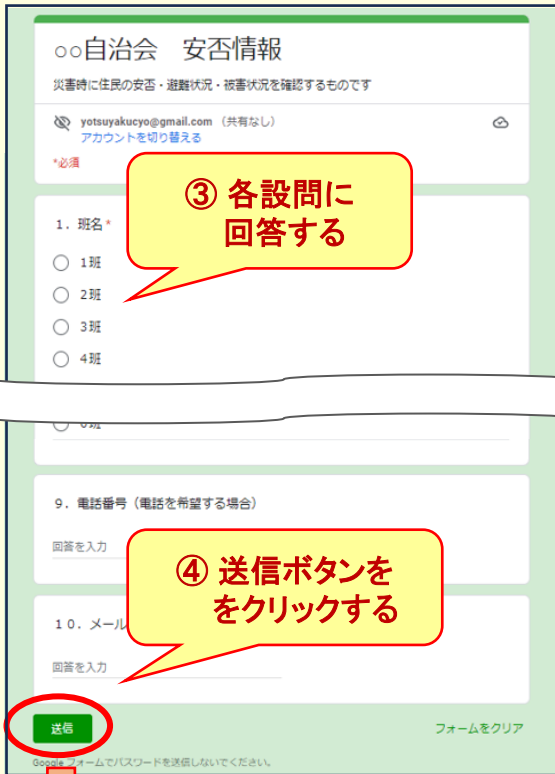 ○○自治会　安否情報
災害時に住民の安否・避難状況・被害状況を確認するものです
yotsuyakucyo@gmail.com （共有なし）
アカウントを切り替える
*必須
③ 各設問に
回答する
1．班名 *
1班
2班
3班
4班
9．電話番号（電話を希望する場合）
回答を入力
④ 送信ボタンを
をクリックする
10．メール
回答を入力
送信
フォームをクリア
Google フォームでパスワードを送信しないでください。